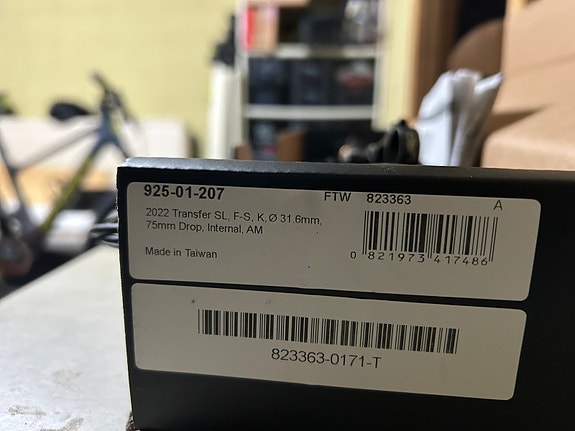 925-01-207 FTW 823363 A
2022 Transfer SL, F-S, K, Ø 31.6mm,
75mm Drop, Internal, AM
Made in Taiwan
0 821973 417486
823363-0171-T